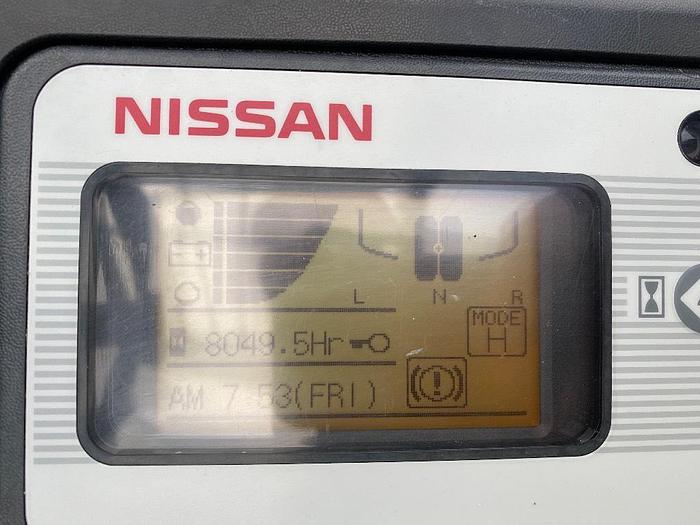 NISSAN
L N R
MODE
H
8049.5Hr
AM 7 53(FRI)